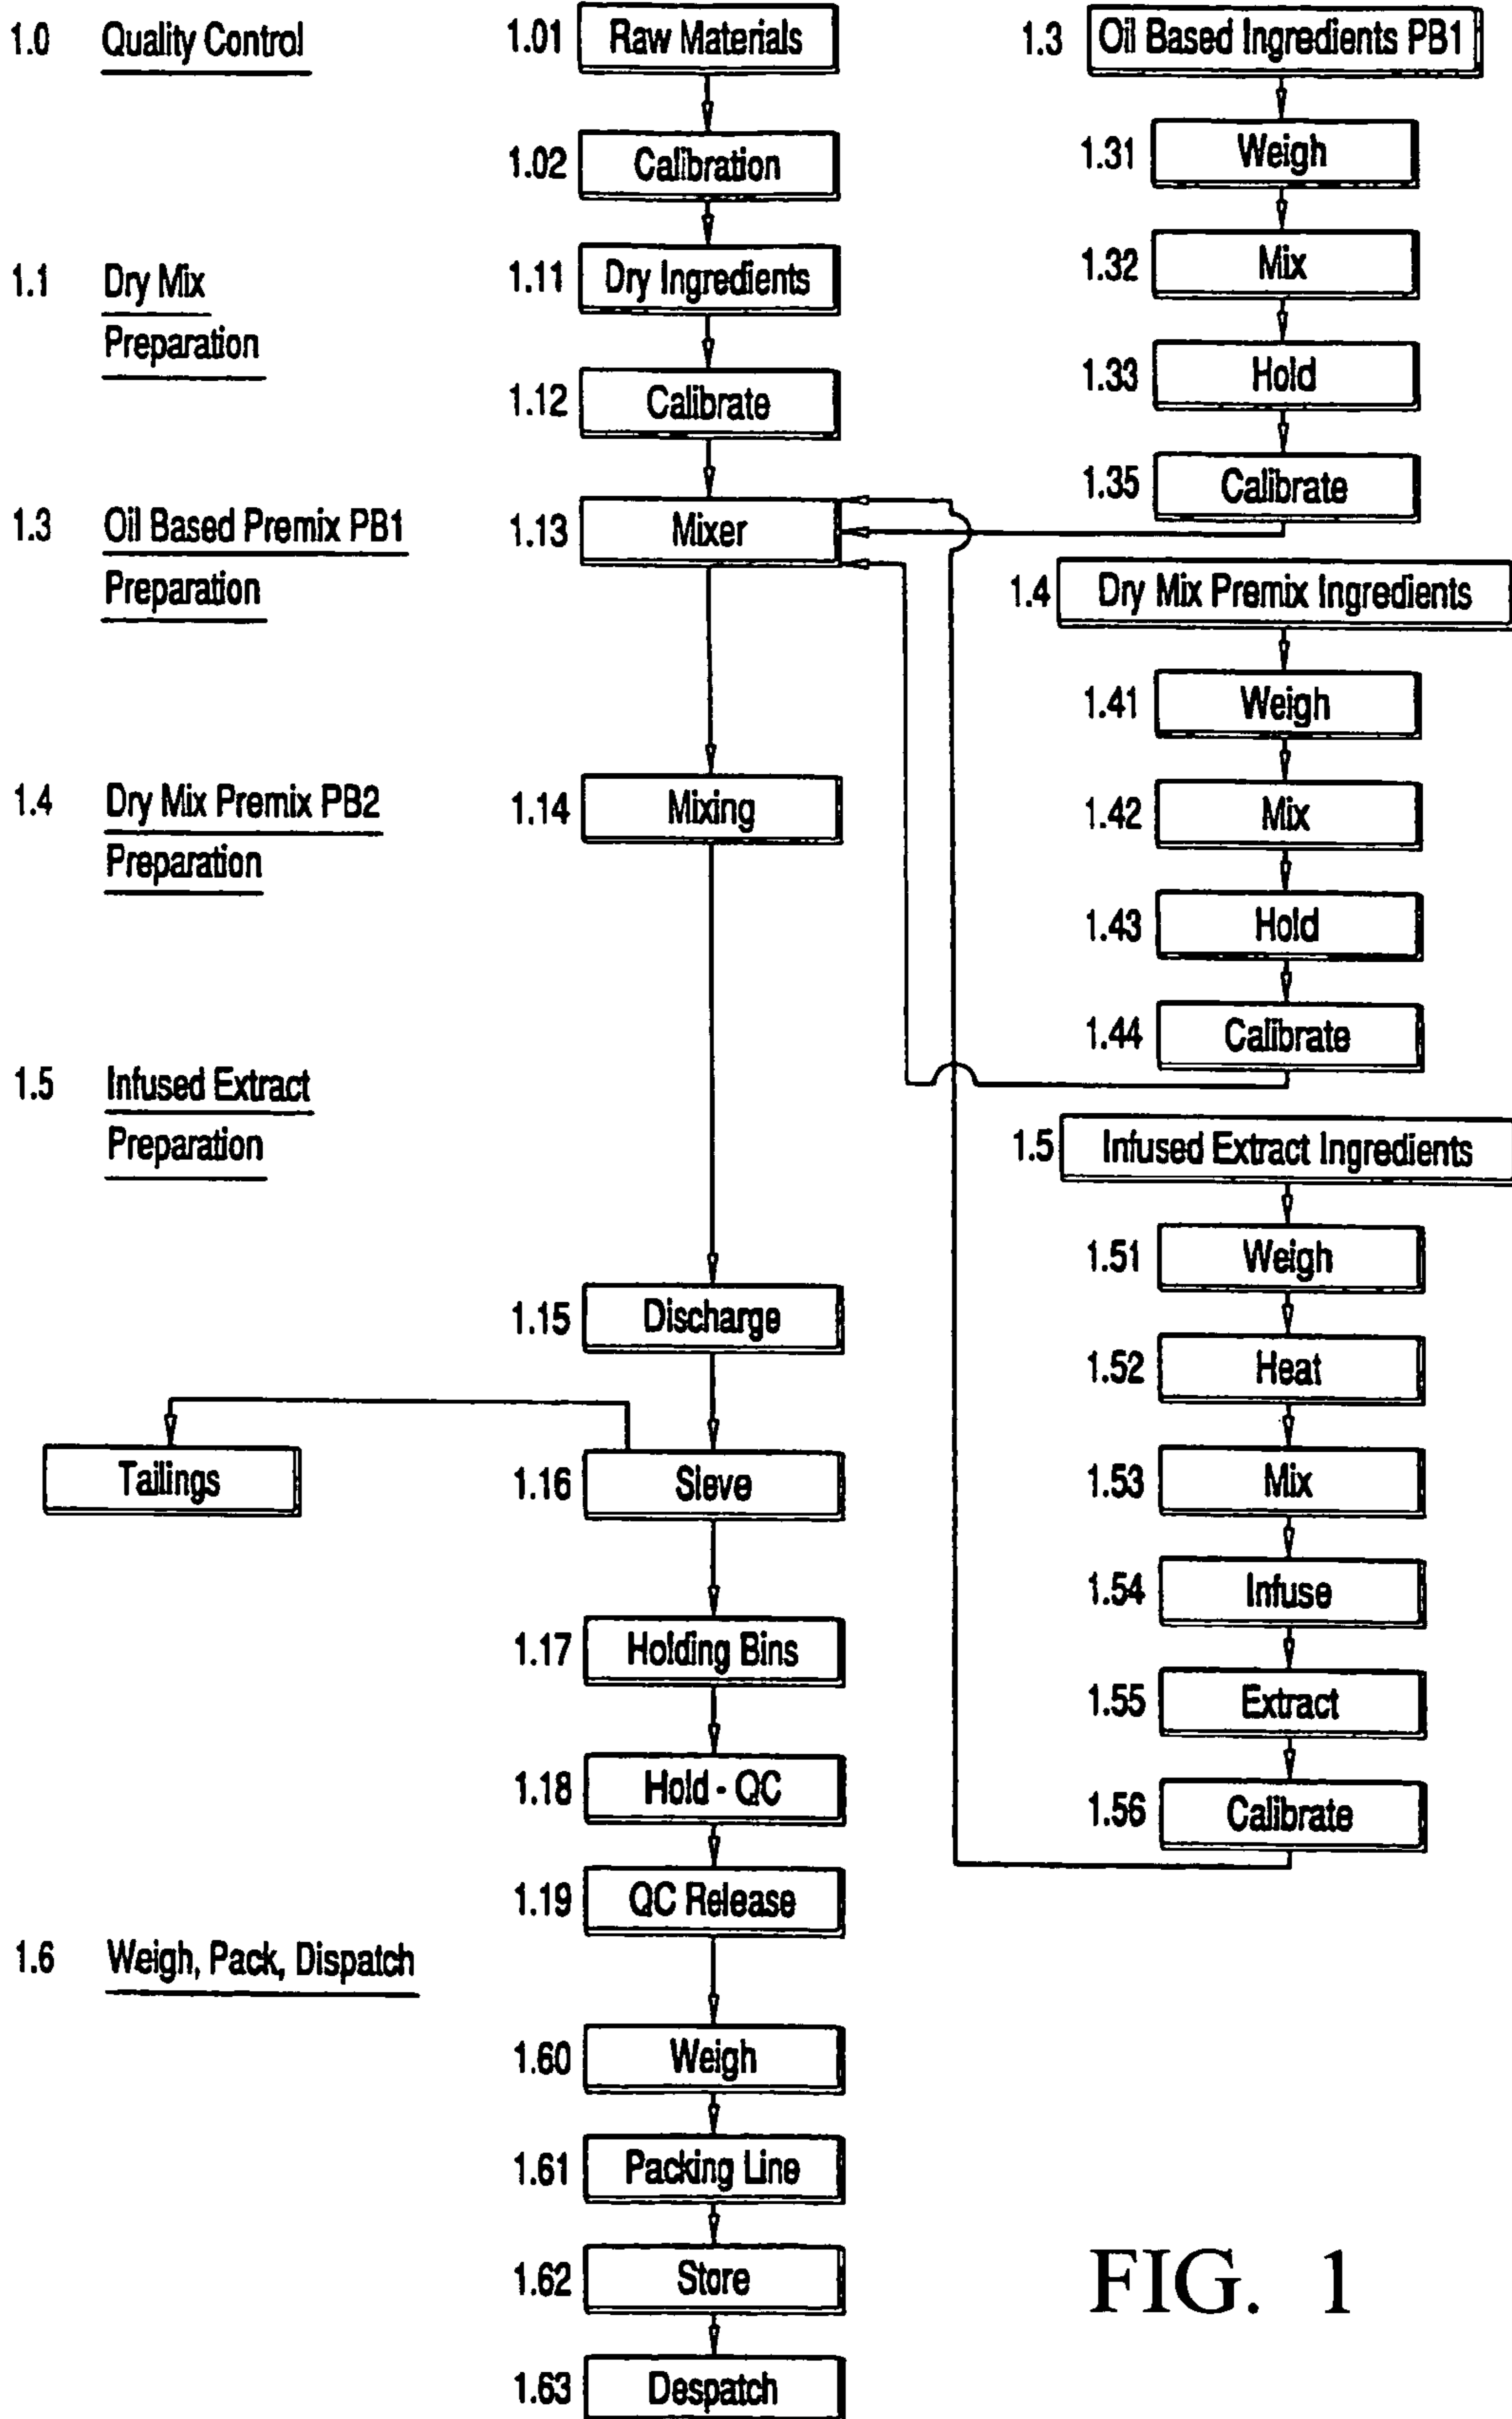 1.0 Quality Control
1.1 Dry Mix
Preparation
1.3 Oil Based Premix PB1
Preparation
1.4 Dry Mix Premix PB2
Preparation
1.5 Infused Extract
Preparation
Tailings
1.6 Weigh, Pack, Dispatch
1.01 Raw Materials
1.02 Calibration
1.11 Dry Ingredients
1.12 Calibrate
1.13 Mixer
1.14 Mixing
1.15 Discharge
1.16 Sieve
1.17 Holding Bins
1.18 Hold - QC
1.19 QC Release
1.60 Weigh
1.61 Packing Line
1.62 Store
1.63 Despatch
1.3 Oil Based Ingredients PB1
1.31 Weigh
1.32 Mix
1.33 Hold
1.35 Calibrate
1.4 Dry Mix Premix Ingredients
1.41 Weigh
1.42 Mix
1.43 Hold
1.44 Calibrate
1.5 Infused Extract Ingredients
1.51 Weigh
1.52 Heat
1.53 Mix
1.54 Infuse
1.55 Extract
1.56 Calibrate
FIG. 1